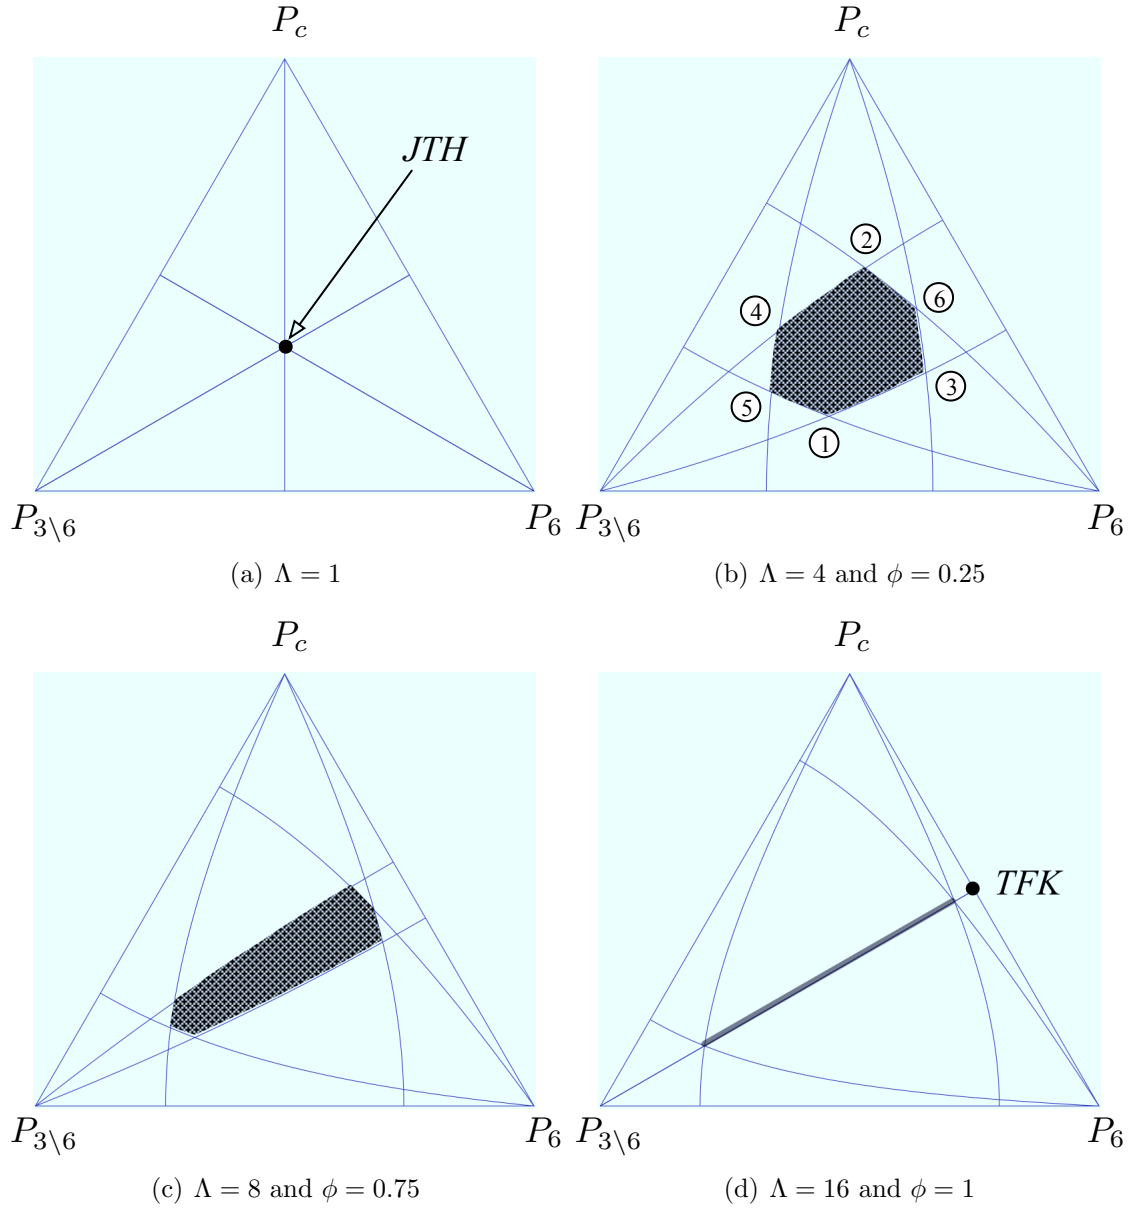 P_c P_c
JTH
② ⑥ ④ ③ ⑤ ①
P_{3\6} P_6 P_{3\6} P_6
(a) Λ = 1 (b) Λ = 4 and ϕ = 0.25
P_c P_c
TFK
P_{3\6} P_6 P_{3\6} P_6
(c) Λ = 8 and ϕ = 0.75 (d) Λ = 16 and ϕ = 1